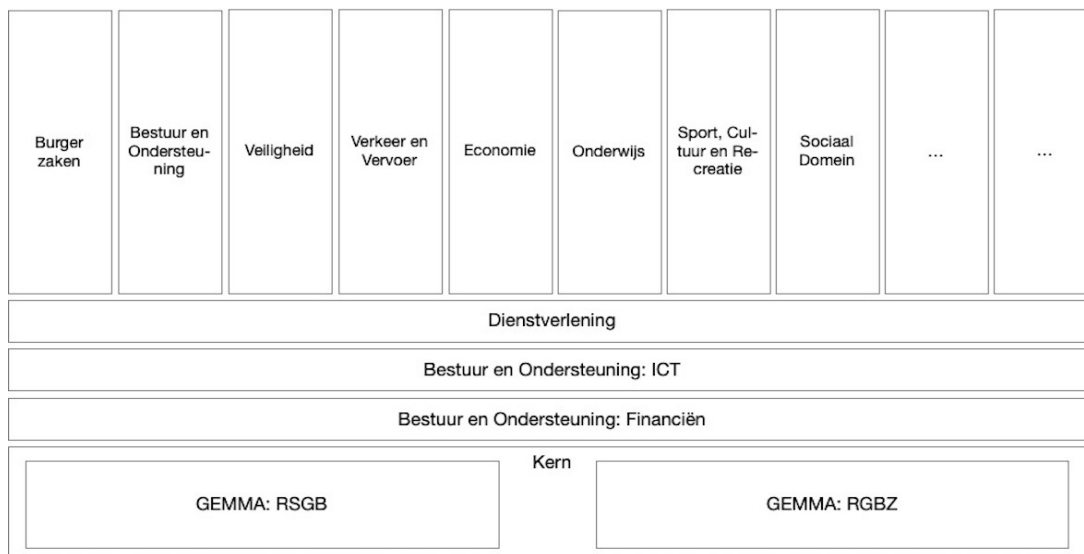 Burger
zaken
Bestuur en
Ondersteu-
ning
Veiligheid
Verkeer en
Vervoer
Economie
Onderwijs
Sport, Cul-
tuur en Re-
creatie
Sociaal
Domein
...
...
Dienstverlening
Bestuur en Ondersteuning: ICT
Bestuur en Ondersteuning: Financiën
Kern
GEMMA: RSGB
GEMMA: RGBZ